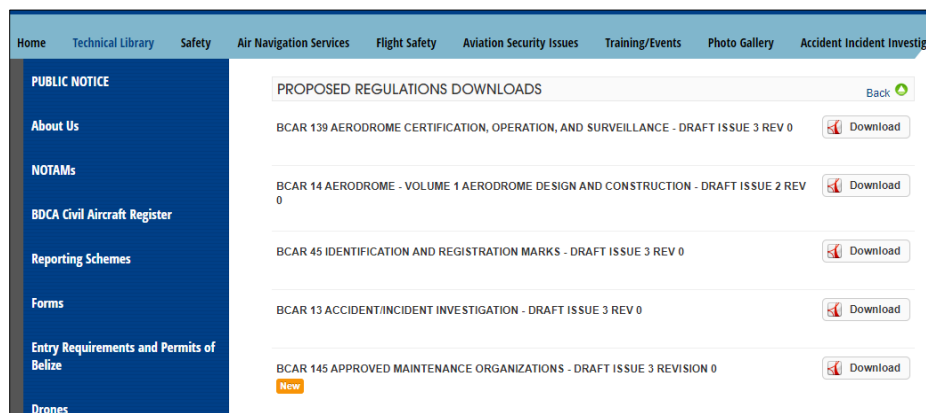 Home Technical Library Safety Air Navigation Services Flight Safety Aviation Security Issues Training/Events Photo Gallery Accident Incident
PUBLIC NOTICE
About Us
NOTAMs
BDCA Civil Aircraft Register
Reporting Schemes
Forms
Entry Requirements and Permits of
Belize
Drones
PROPOSED REGULATIONS DOWNLOADS Back
BCAR 139 AERODROME CERTIFICATION, OPERATION, AND SURVEILLANCE - DRAFT ISSUE 3 REV 0 Download
BCAR 14 AERODROME - VOLUME 1 AERODROME DESIGN AND CONSTRUCTION - DRAFT ISSUE 2 REV Download
0
BCAR 45 IDENTIFICATION AND REGISTRATION MARKS - DRAFT ISSUE 3 REV 0 Download
BCAR 13 ACCIDENT/INCIDENT INVESTIGATION - DRAFT ISSUE 3 REV 0 Download
BCAR 145 APPROVED MAINTENANCE ORGANIZATIONS - DRAFT ISSUE 3 REVISION 0 Download
New